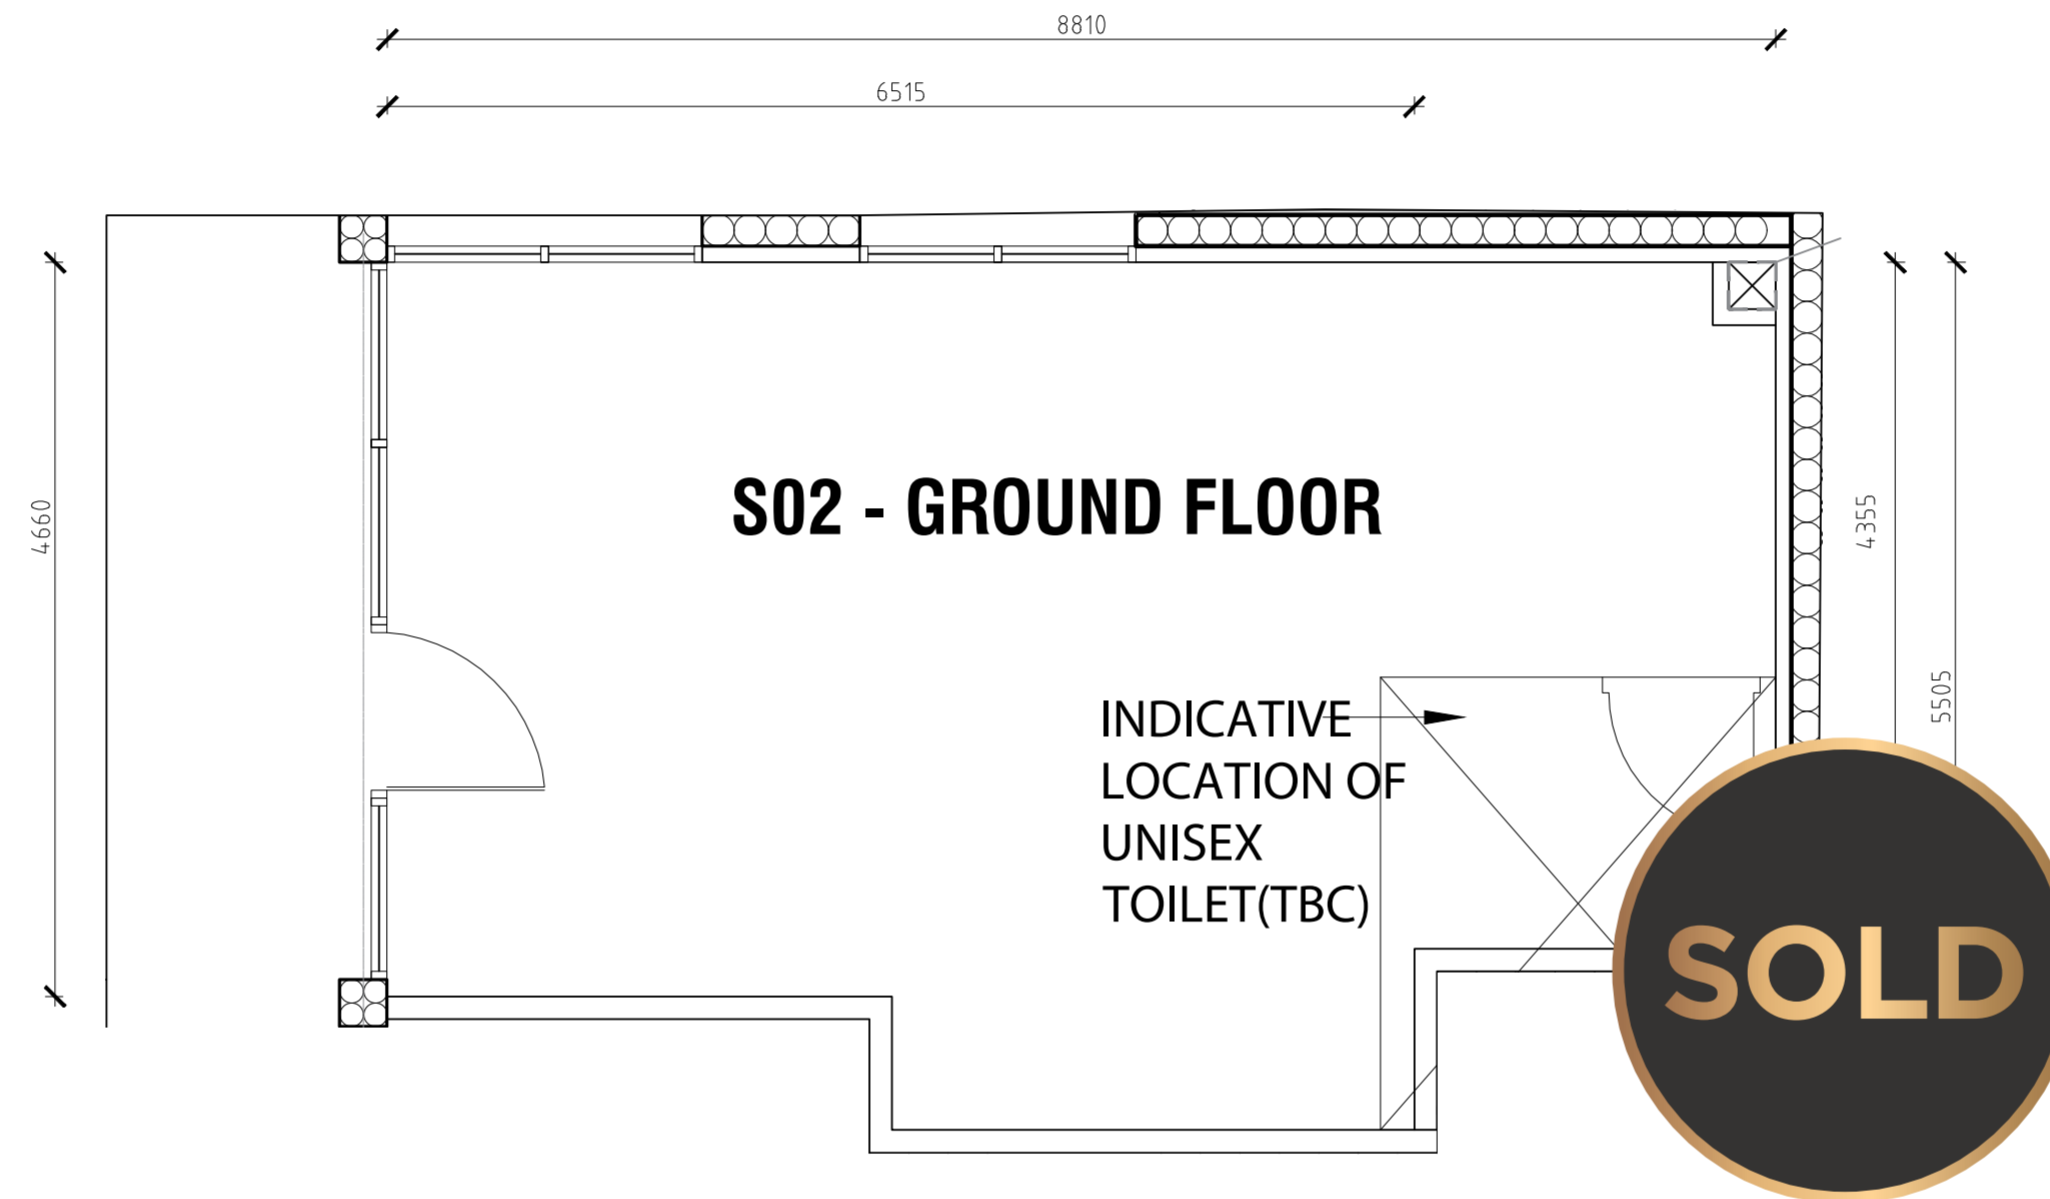 8810
6515
4660
S02 - GROUND FLOOR
4355
5505
INDICATIVE
LOCATION OF
UNISEX
TOILET(TBC)
SOLD